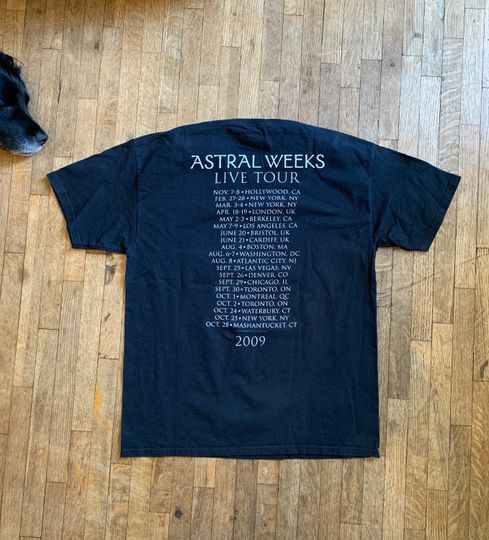 ASTRAL WEEKS
LIVE TOUR
NOV. 7-8 • HOLLYWOOD, CA
FEB. 27-28 • NEW YORK, NY
MAR. 3-4 • NEW YORK, NY
APR. 18-19 • LONDON, UK
MAY 2-3 • BERKELEY, CA
MAY 7-9 • LOS ANGELES, CA
JUNE 20 • BRISTOL, UK
JUNE 21 • CARDIFF, UK
AUG. 4 • BOSTON, MA
AUG. 6-7 • WASHINGTON, DC
AUG. 8 • ATLANTIC CITY, NJ
SEPT. 25 • LAS VEGAS, NV
SEPT. 26 • DENVER, CO
SEPT. 29 • CHICAGO, IL
SEPT. 30 • TORONTO, ON
OCT. 1 • MONTREAL, QC
OCT. 2 • TORONTO, ON
OCT. 24 • WATERBURY, CT
OCT. 25 • NEW YORK, NY
OCT. 28 • MASHANTUCKET, CT
2009